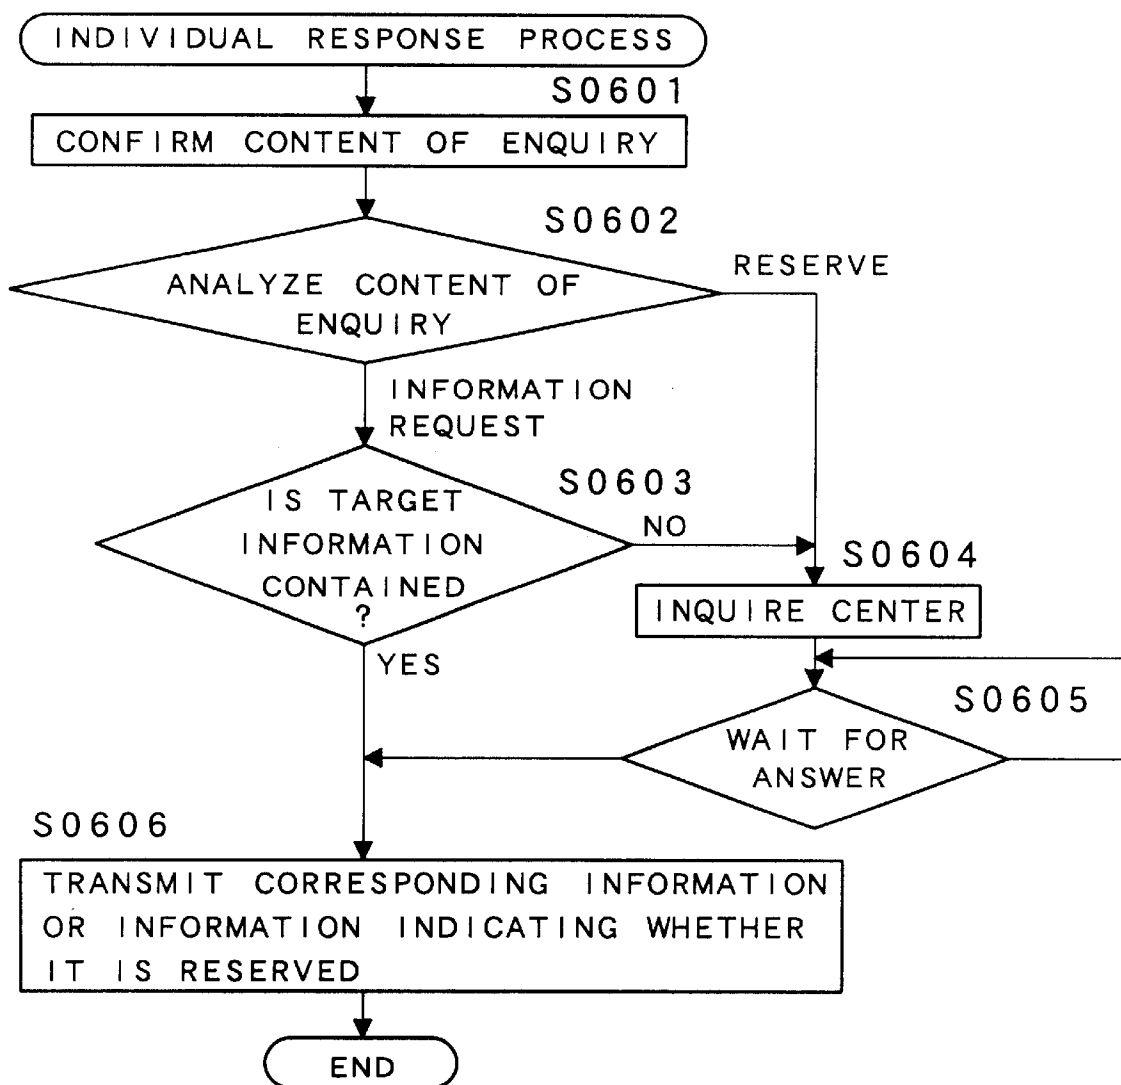 INDIVIDUAL RESPONSE PROCESS
S0601
CONFIRM CONTENT OF ENQUIRY
S0602
ANALYZE CONTENT OF
ENQUIRY
RESERVE
INFORMATION
REQUEST
S0603
IS TARGET
INFORMATION
CONTAINED
?
NO
S0604
INQUIRE CENTER
YES
S0605
WAIT FOR
ANSWER
S0606
TRANSMIT CORRESPONDING INFORMATION
OR INFORMATION INDICATING WHETHER
IT IS RESERVED
END